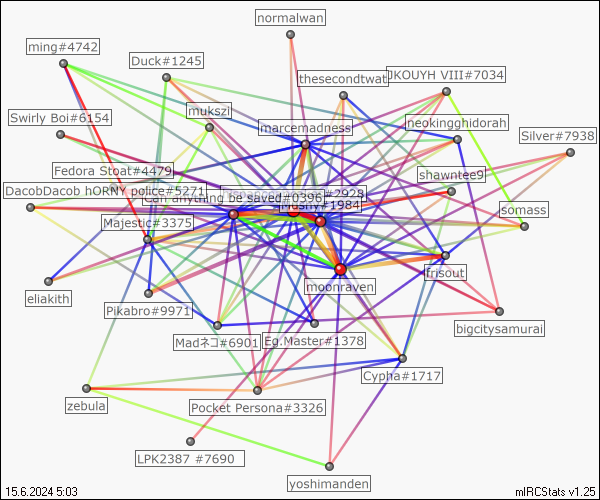 normalwan
ming#4742
Duck#1245
thesecondtwat
JKOUYH VIII#7034
Swirly Boi#6154
mukszi
marcemadness
neokingghidorah
Silver#7938
Fedora Stoat#4479
shawntee9
DacobDacob hORNY police#5271
#2928
Can anything be saved#0396
#1984
somass
Majestic#3375
frisout
moonraven
eliakith
Pikabro#9971
bigcitysamurai
Madネコ#6901
Eg.Master#1378
Cypha#1717
zebula
Pocket Persona#3326
LPK2387 #7690
yoshimanden
15.6.2024 5:03
mIRCStats v1.25